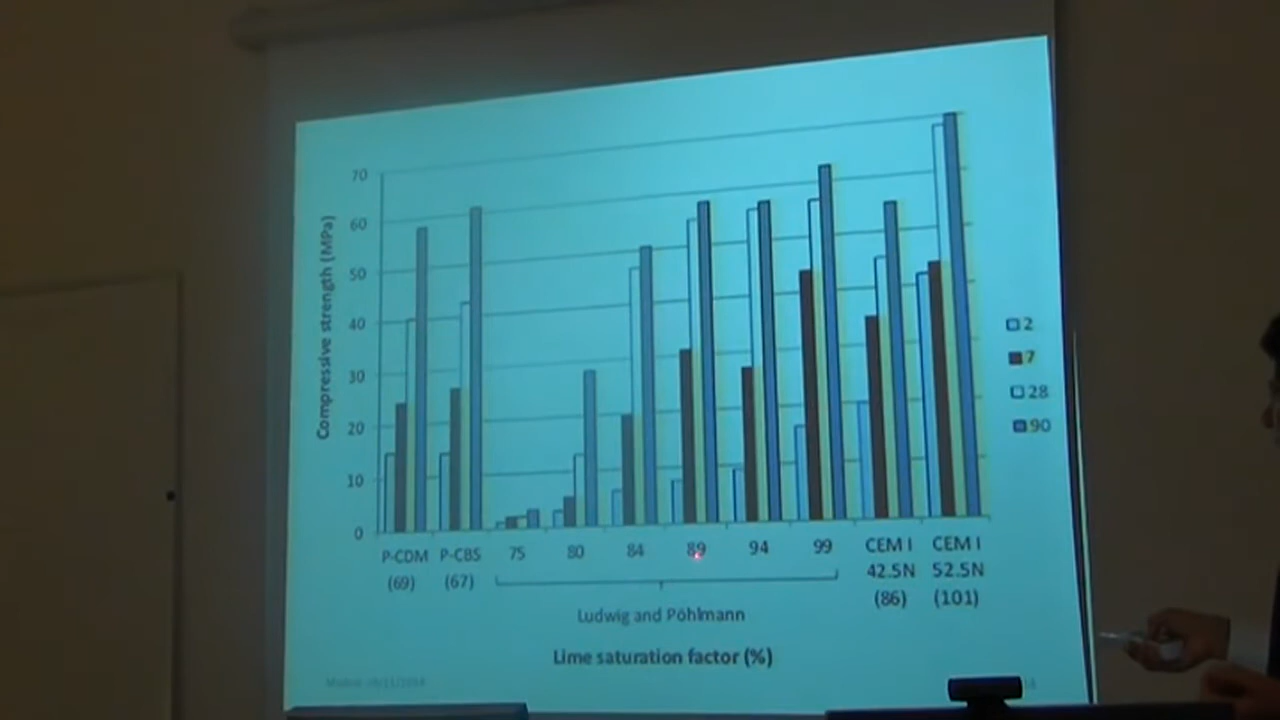 Compressive strength (MPa)
70
60
50
40
30
20
10
0
2
7
28
90
P-CDM
(69)
P-CBS
(67)
75
80
84
89
94
99
CEM I
42.5N
(86)
CEM I
52.5N
(101)
Ludwig and Pöhlmann
Lime saturation factor (%)